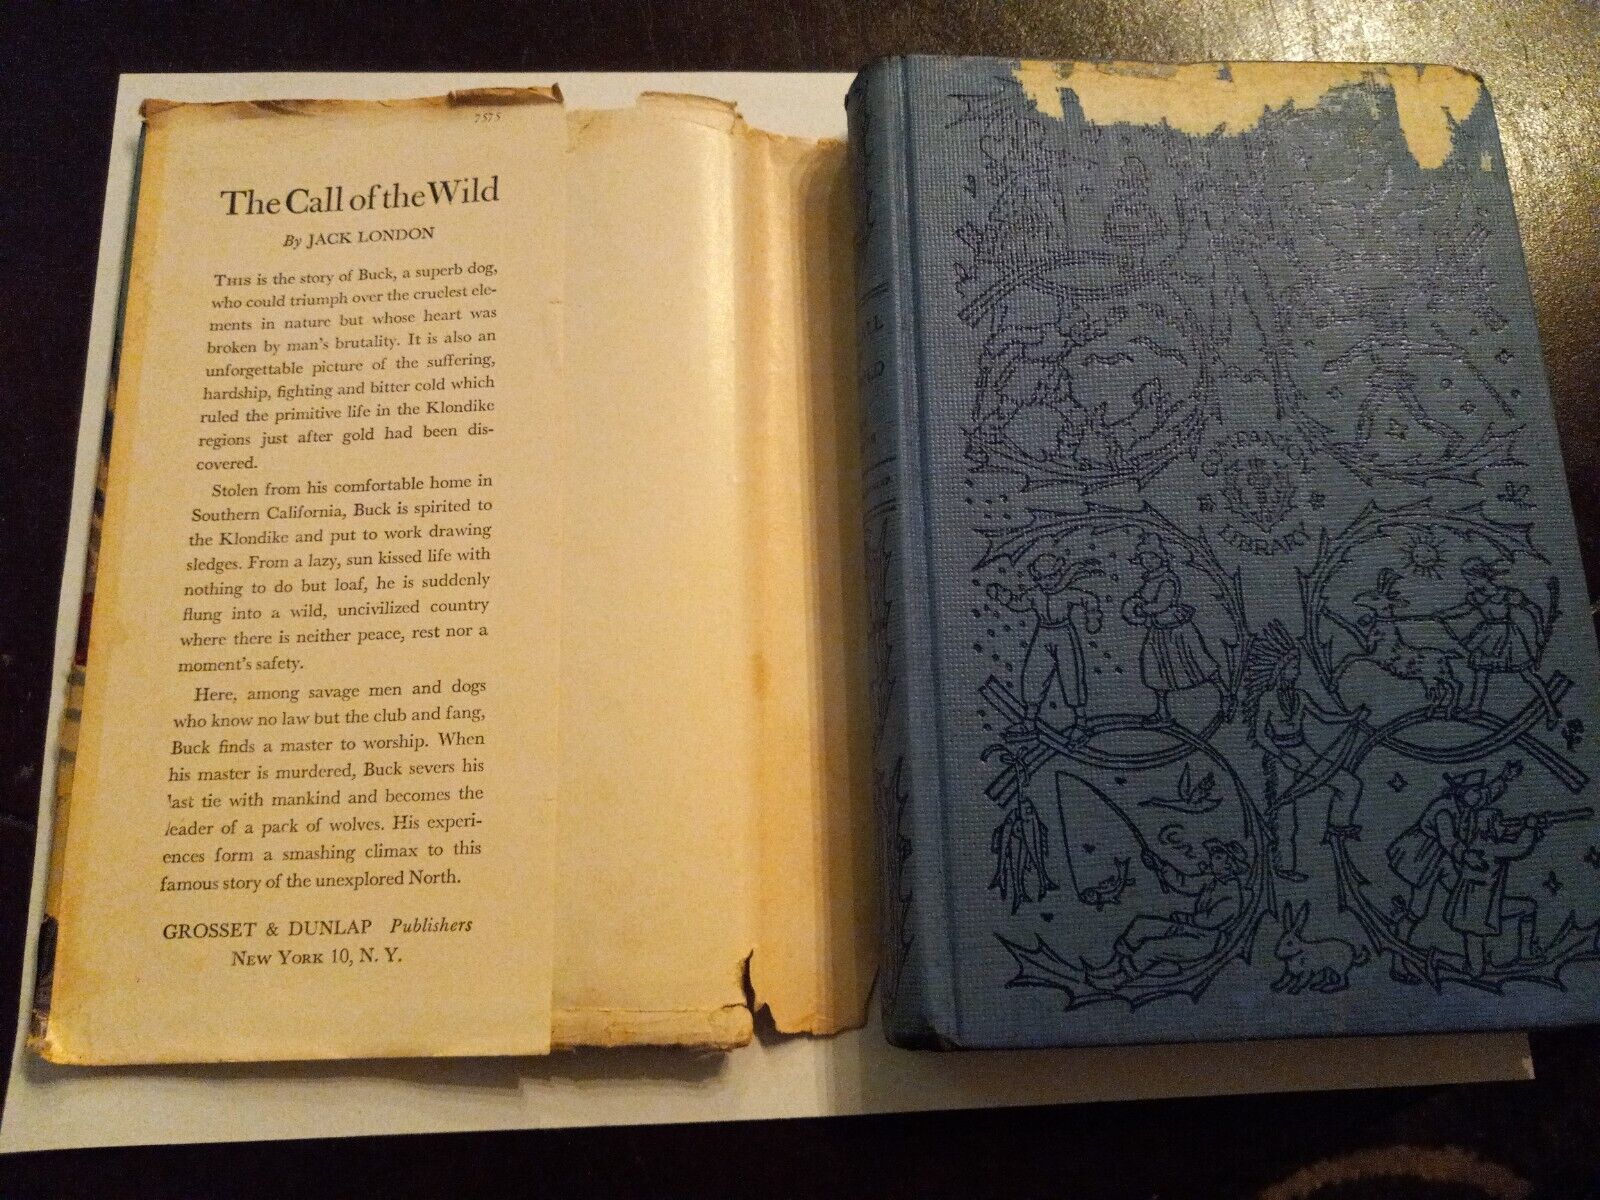 7575
The Call of the Wild
By JACK LONDON
THIS is the story of Buck, a superb dog,
who could triumph over the cruelest ele-
ments in nature but whose heart was
broken by man's brutality. It is also an
unforgettable picture of the suffering,
hardship, fighting and bitter cold which
ruled the primitive life in the Klondike
regions just after gold had been dis-
covered.
Stolen from his comfortable home in
Southern California, Buck is spirited to
the Klondike and put to work drawing
sledges. From a lazy, sun kissed life with
nothing to do but loaf, he is suddenly
flung into a wild, uncivilized country
where there is neither peace, rest nor a
moment's safety.
Here, among savage men and dogs
who know no law but the club and fang,
Buck finds a master to worship. When
his master is murdered, Buck severs his
last tie with mankind and becomes the
leader of a pack of wolves. His experi-
ences form a smashing climax to this
famous story of the unexplored North.
GROSSET & DUNLAP Publishers
NEW YORK 10, N. Y.
COMPANION
LIBRARY